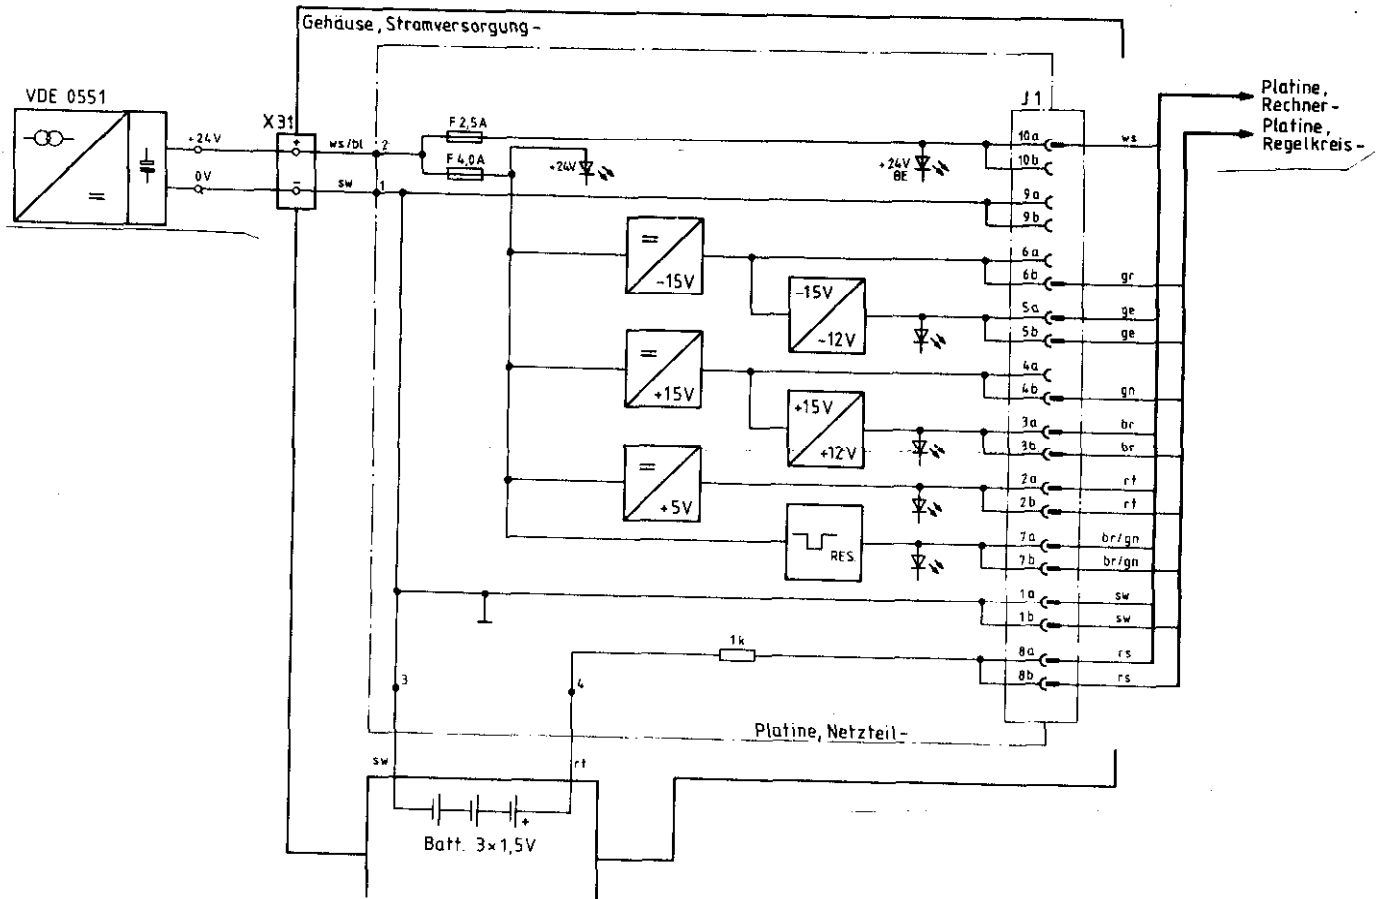 Gehäuse, Stromversorgung-
VDE 0551
+24V
0V
X31
+
-
ws/bl
2
sw
1
F 2,5A
F 4,0A
+24V
+24V
BE
J1
10a
10b
9a
9b
6a
6b
5a
5b
4a
4b
3a
3b
2a
2b
7a
7b
1a
1b
8a
8b
ws
gr
ge
ge
gn
br
br
rt
rt
br/gn
br/gn
sw
sw
rs
rs
Platine,
Rechner-
Platine,
Regelkreis-
-15V
-15V
-12V
+15V
+15V
+12V
+5V
RES.
1k
3
4
Platine, Netzteil-
sw
rt
+
Batt. 3×1,5V